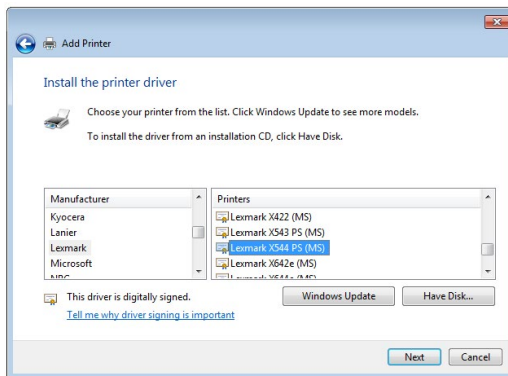 Add Printer
Install the printer driver
Choose your printer from the list. Click Windows Update to see more models.
To install the driver from an installation CD, click Have Disk.
Manufacturer
Kyocera
Lanier
Lexmark
Microsoft
Printers
Lexmark X422 (MS)
Lexmark X543 PS (MS)
Lexmark X544 PS (MS)
Lexmark X642e (MS)
This driver is digitally signed.
Tell me why driver signing is important
Windows Update
Have Disk...
Next
Cancel